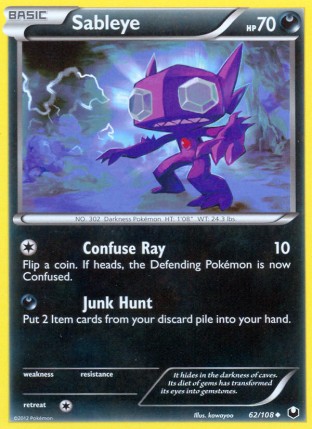 BASIC
Sableye
HP70
NO. 302 Darkness Pokémon HT: 1'08" WT: 24.3 lbs.
Confuse Ray 10
Flip a coin. If heads, the Defending Pokémon is now
Confused.
Junk Hunt
Put 2 Item cards from your discard pile into your hand.
weakness
resistance
It hides in the darkness of caves.
Its diet of gems has transformed
its eyes into gemstones.
retreat
©2012 Pokémon
Illus. kawayoo
62/108